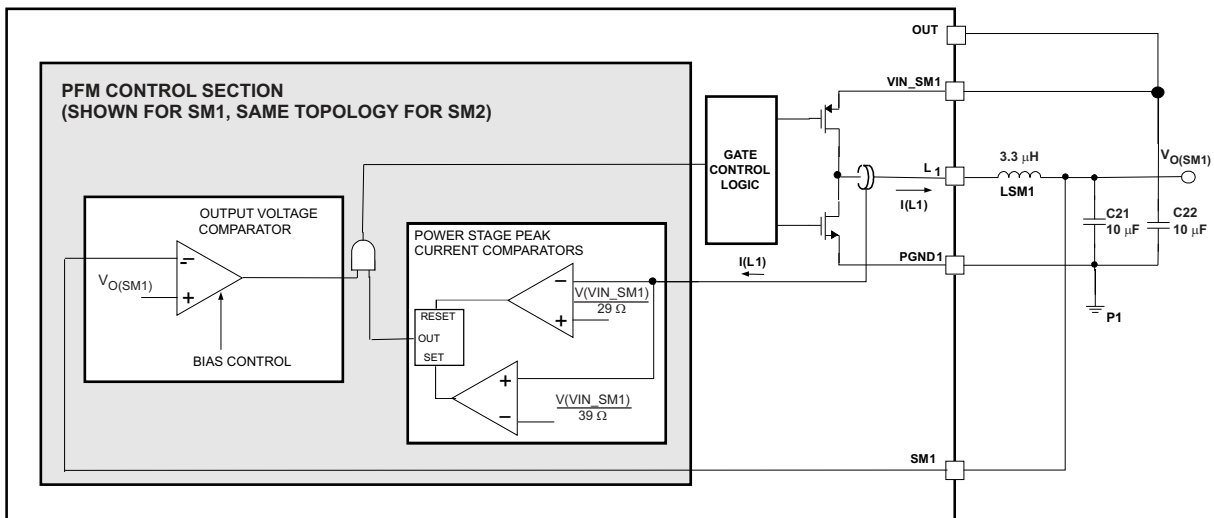 OUT
VIN_SM1
PFM CONTROL SECTION
(SHOWN FOR SM1, SAME TOPOLOGY FOR SM2)
GATE
CONTROL
LOGIC
L1
3.3 μH
LSM1
VO(SM1)
I(L1)
C21
10 μF
C22
10 μF
OUTPUT VOLTAGE
COMPARATOR
VO(SM1)
BIAS CONTROL
POWER STAGE PEAK
CURRENT COMPARATORS
I(L1)
PGND1
P1
V(VIN_SM1)
29 Ω
RESET
OUT
SET
V(VIN_SM1)
39 Ω
SM1